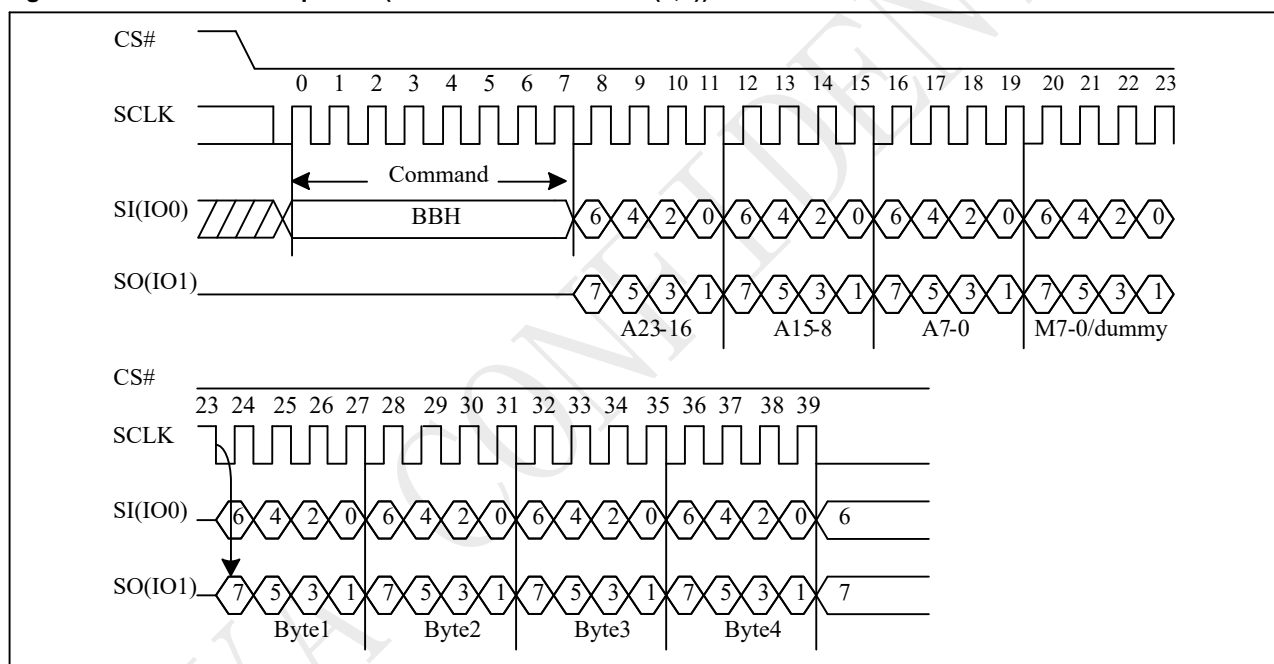 CS#
0 1 2 3 4 5 6 7 8 9 10 11 12 13 14 15 16 17 18 19 20 21 22 23
SCLK
Command
SI(IO0) BBH 6 4 2 0 6 4 2 0 6 4 2 0 6 4 2 0
SO(IO1) 7 5 3 1 7 5 3 1 7 5 3 1 7 5 3 1
A23-16 A15-8 A7-0 M7-0/dummy
CS#
23 24 25 26 27 28 29 30 31 32 33 34 35 36 37 38 39
SCLK
SI(IO0) 6 4 2 0 6 4 2 0 6 4 2 0 6 4 2 0 6
SO(IO1) 7 5 3 1 7 5 3 1 7 5 3 1 7 5 3 1 7
Byte1 Byte2 Byte3 Byte4